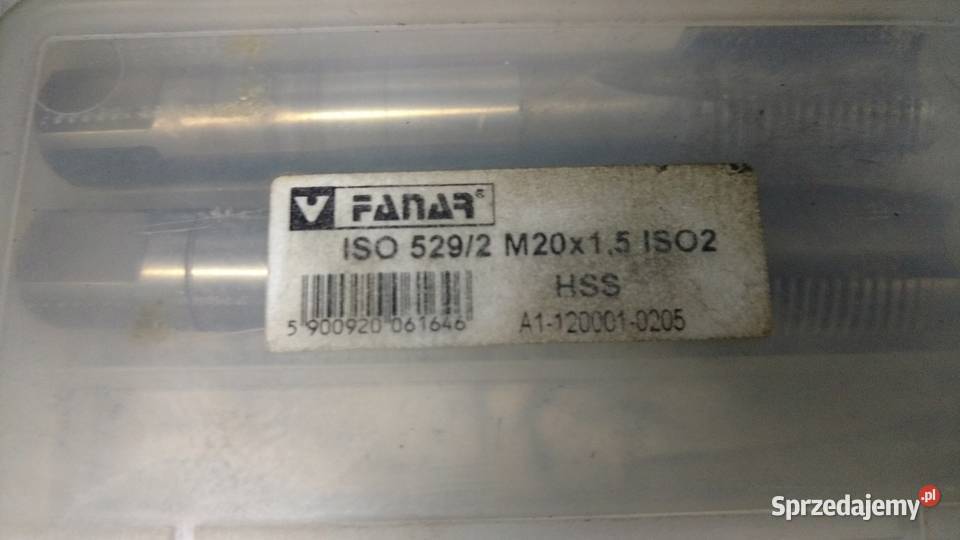 FANAR®
ISO 529/2 M20x1,5 ISO2
HSS
5 900920 061646
A1-120001-0205
Sprzedajemy.pl